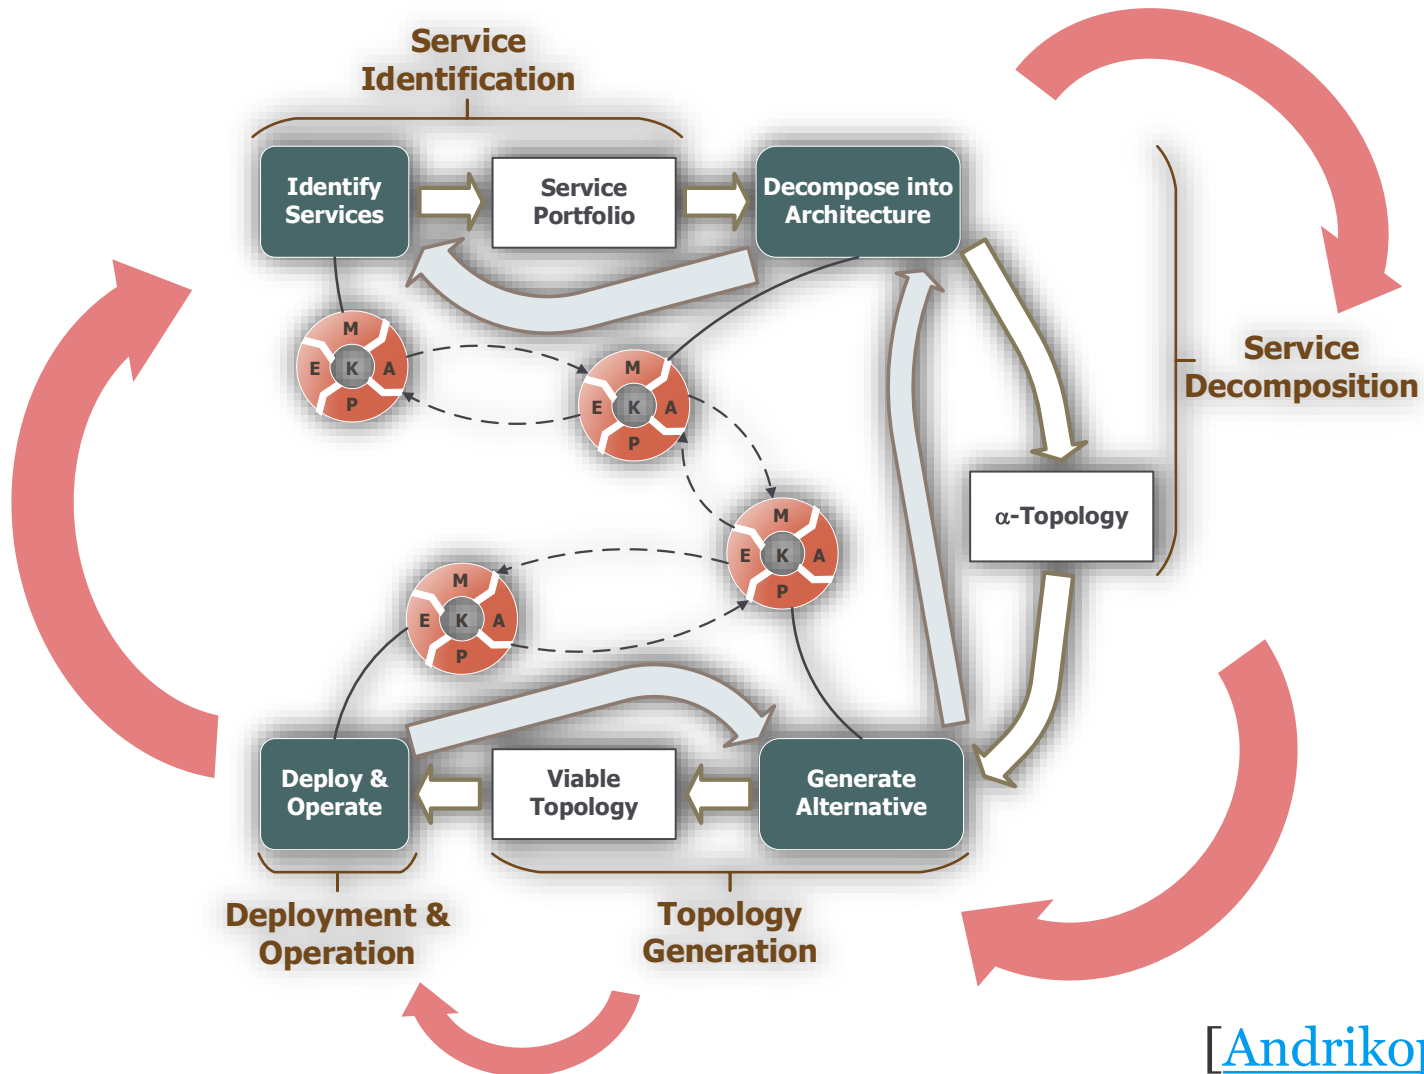 Service
Identification
Identify
Services
Service
Portfolio
Decompose into
Architecture
Service
Decomposition
M
E K A
P
M
E K A
P
α-Topology
M
E K A
P
M
E K A
P
Deploy &
Operate
Viable
Topology
Generate
Alternative
Deployment &
Operation
Topology
Generation
[Andrikop